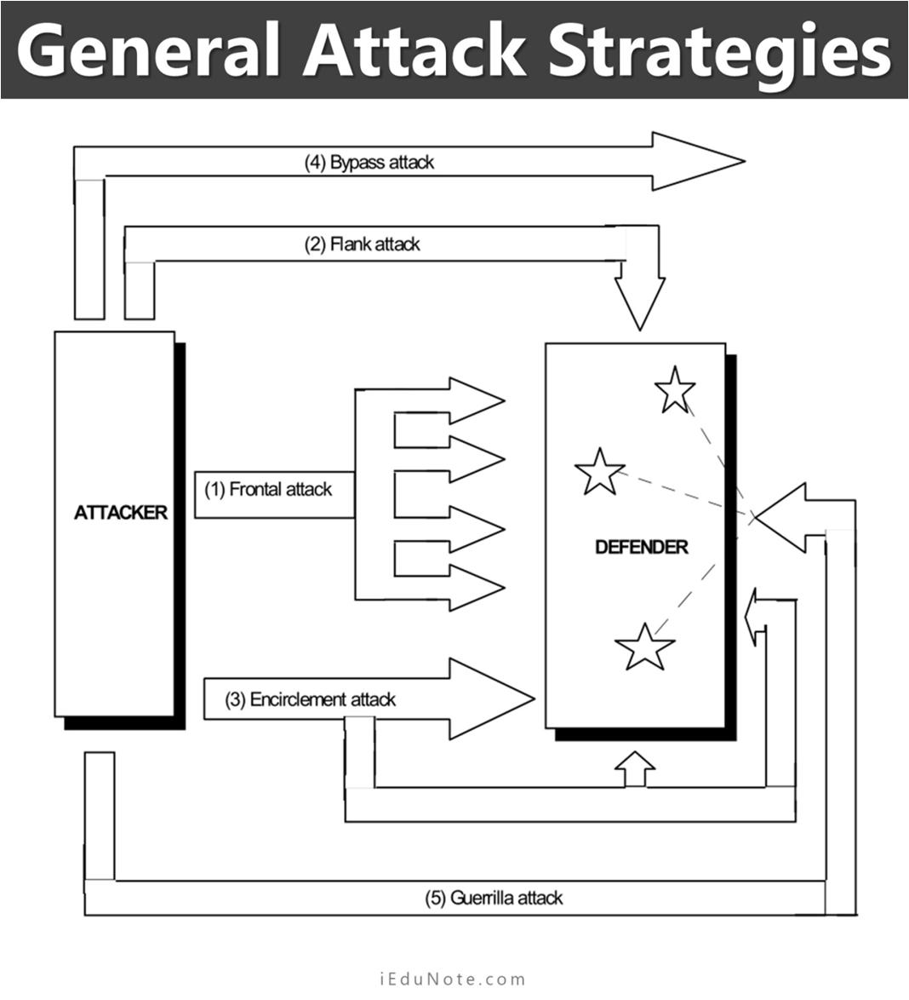 General Attack Strategies
(4) Bypass attack
(2) Flank attack
(1) Frontal attack
ATTACKER
DEFENDER
(3) Encirclement attack
(5) Guerrilla attack
iEduNote.com